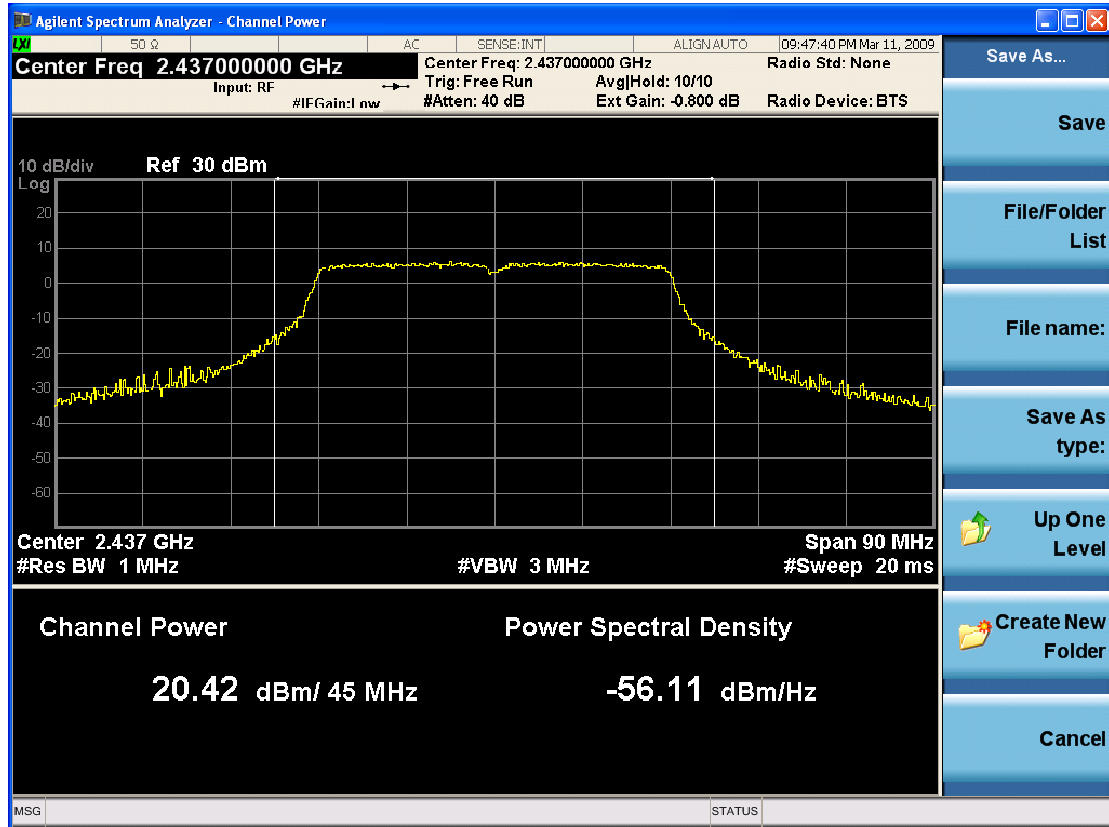 Agilent Spectrum Analyzer - Channel Power
LXI 50 Ω AC SENSE:INT ALIGN AUTO 09:47:40 PM Mar 11, 2009
Center Freq 2.437000000 GHz
Input: RF
#IFGain:Low
Center Freq: 2.437000000 GHz
Trig: Free Run Avg|Hold: 10/10
#Atten: 40 dB Ext Gain: -0.800 dB
Radio Std: None
Radio Device: BTS
10 dB/div Ref 30 dBm
Log
20
10
0
-10
-20
-30
-40
-50
-60
Center 2.437 GHz Span 90 MHz
#Res BW 1 MHz #VBW 3 MHz #Sweep 20 ms
Channel Power Power Spectral Density
20.42 dBm/ 45 MHz -56.11 dBm/Hz
MSG STATUS
Save As...
Save
File/Folder
List
File name:
Save As
type:
Up One
Level
Create New
Folder
Cancel